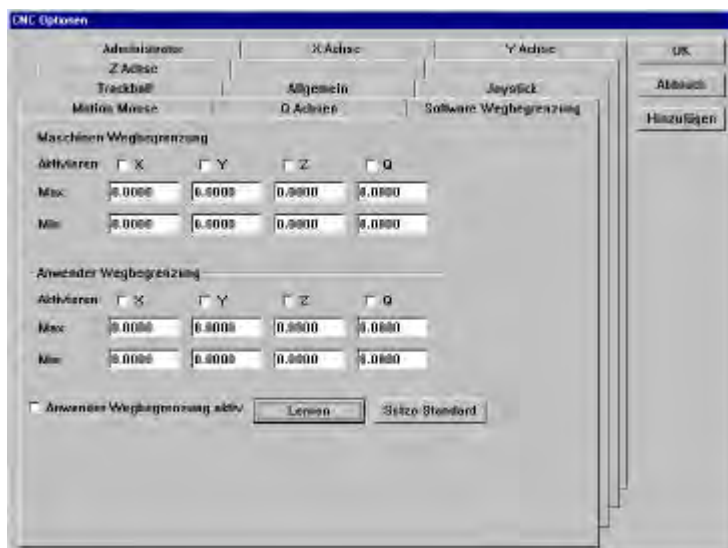 CNC Optionen
Administrator X Achse Y Achse
Z Achse
Trackball Allgemein Joystick
Motion Mouse Q Achsen Software Wegbegrenzung
OK
Abbruch
Hinzufügen
Maschinen Wegbegrenzung
Aktivieren X Y Z Q
Max 0.0000 0.0000 0.0000 0.0000
Min 0.0000 0.0000 0.0000 0.0000
Anwender Wegbegrenzung
Aktivieren X Y Z Q
Max 0.0000 0.0000 0.0000 0.0000
Min 0.0000 0.0000 0.0000 0.0000
Anwender Wegbegrenzung aktiv Lernen Setze Standard